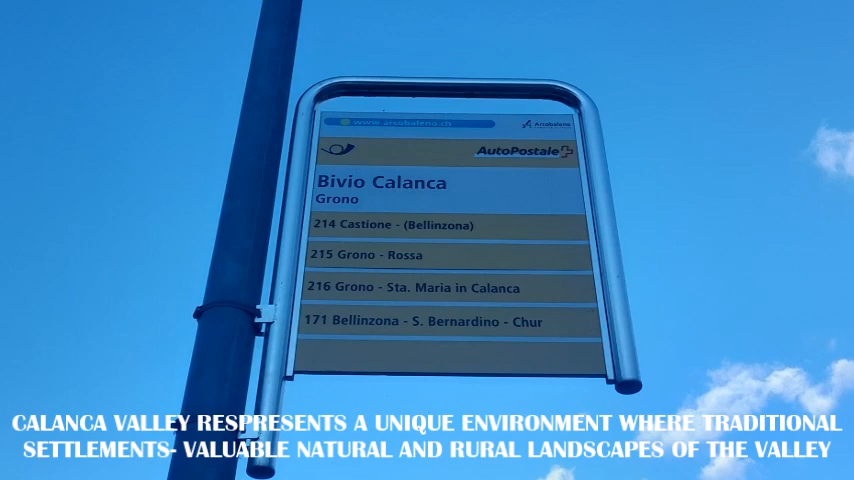 www.arcobaleno.ch Arcobaleno
AutoPostale
Bivio Calanca
Grono
214 Castione - (Bellinzona)
215 Grono - Rossa
216 Grono - Sta. Maria in Calanca
171 Bellinzona - S. Bernardino - Chur
CALANCA VALLEY RESPRESENTS A UNIQUE ENVIRONMENT WHERE TRADITIONAL
SETTLEMENTS- VALUABLE NATURAL AND RURAL LANDSCAPES OF THE VALLEY